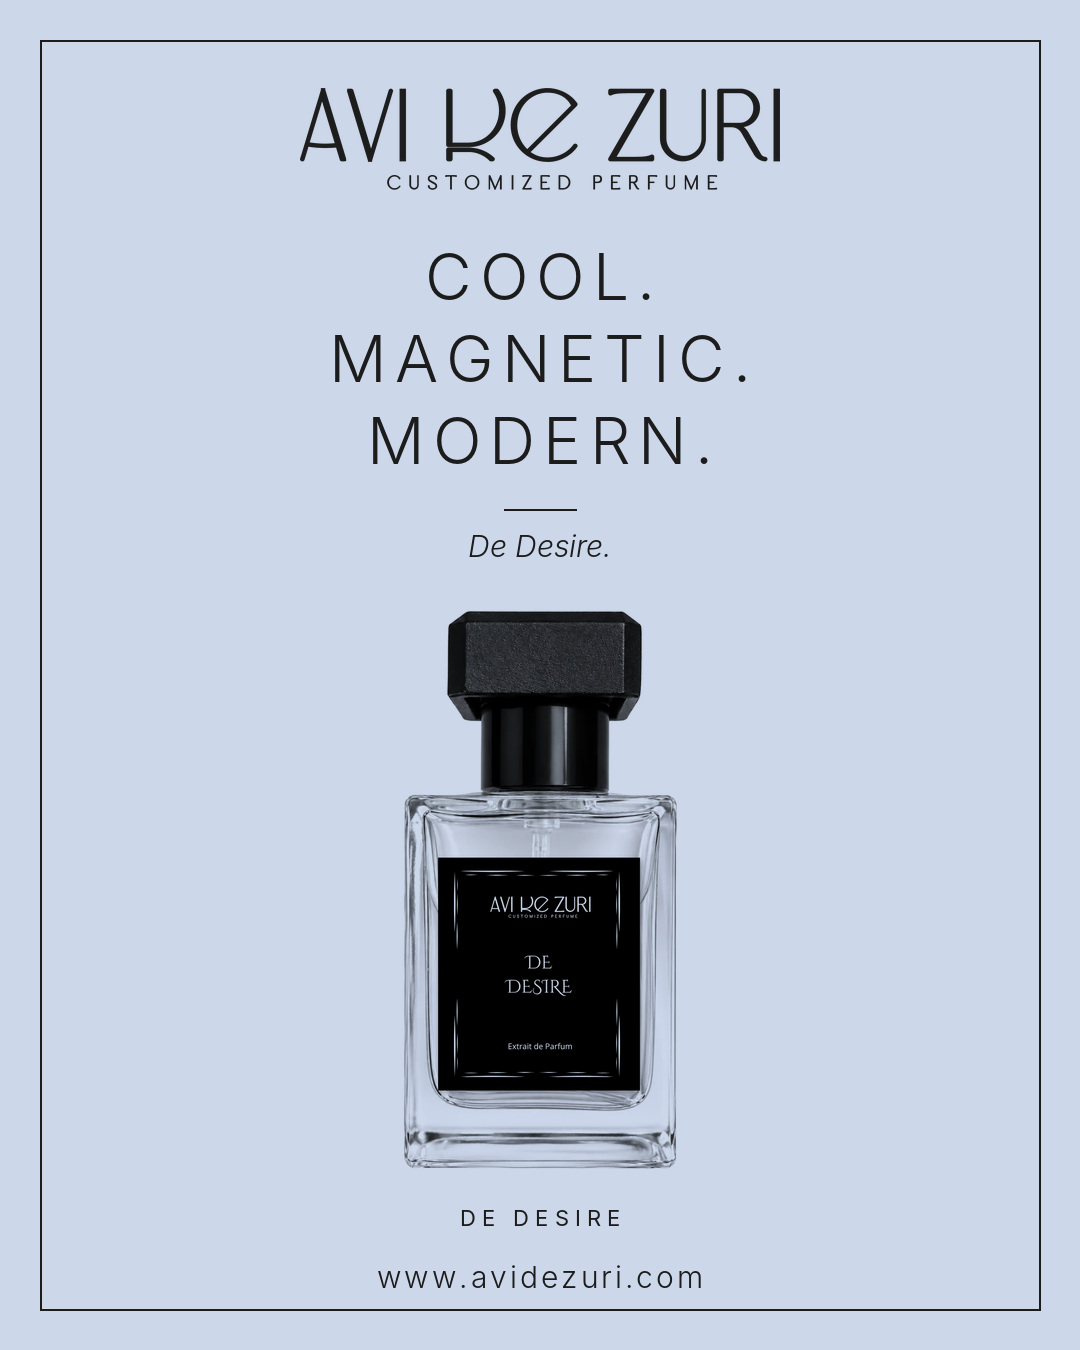 AVI De ZURI
CUSTOMIZED PERFUME
COOL.
MAGNETIC.
MODERN.
De Desire.
AVI De ZURI
CUSTOMIZED PERFUME
DE
DESIRE
Extrait de Parfum
DE DESIRE
www.avidezuri.com